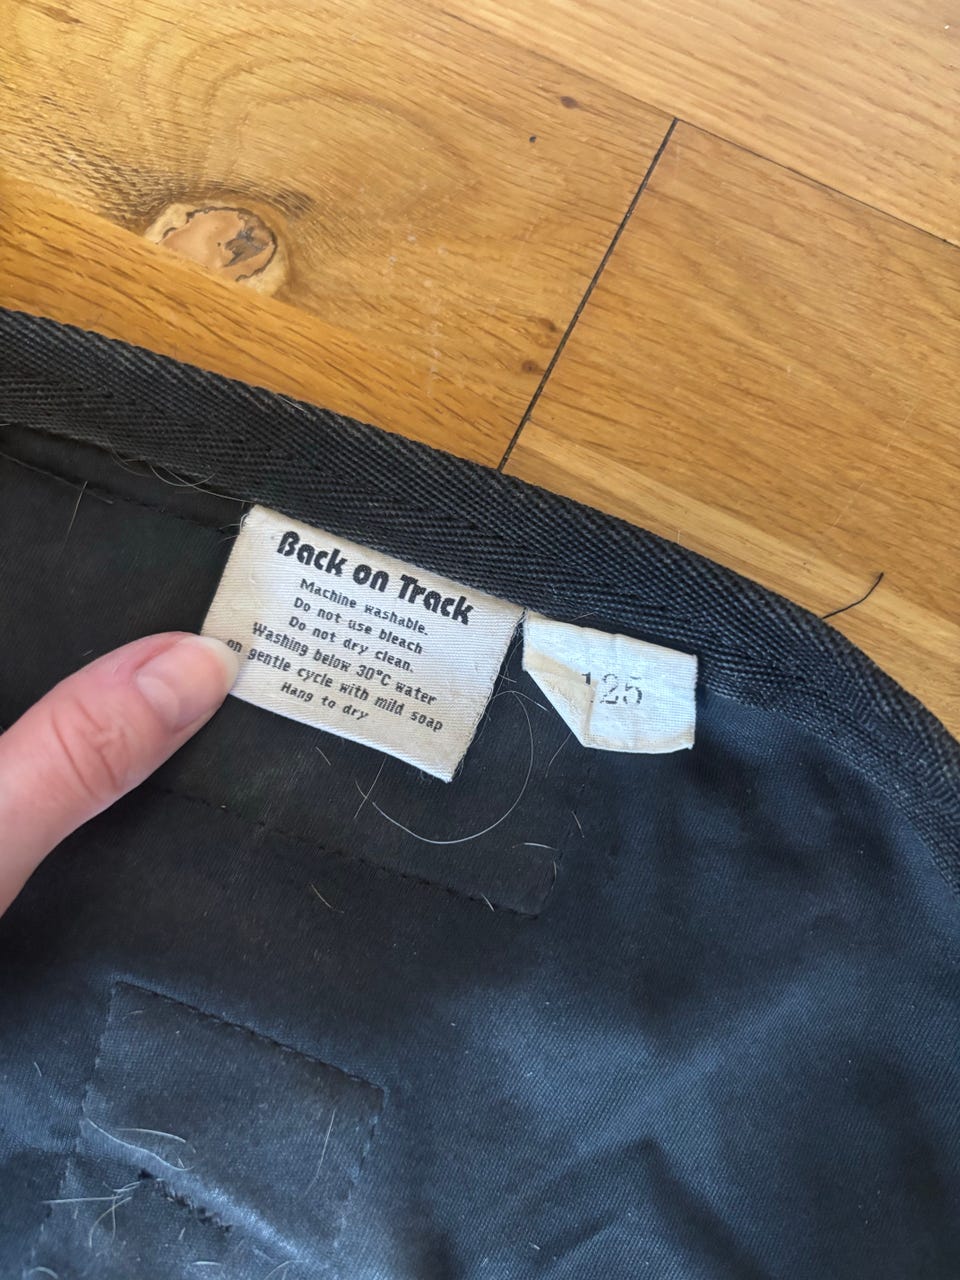 Back on Track
Machine washable.
Do not use bleach
Do not dry clean.
Washing below 30°C water
on gentle cycle with mild soap
Hang to dry
125